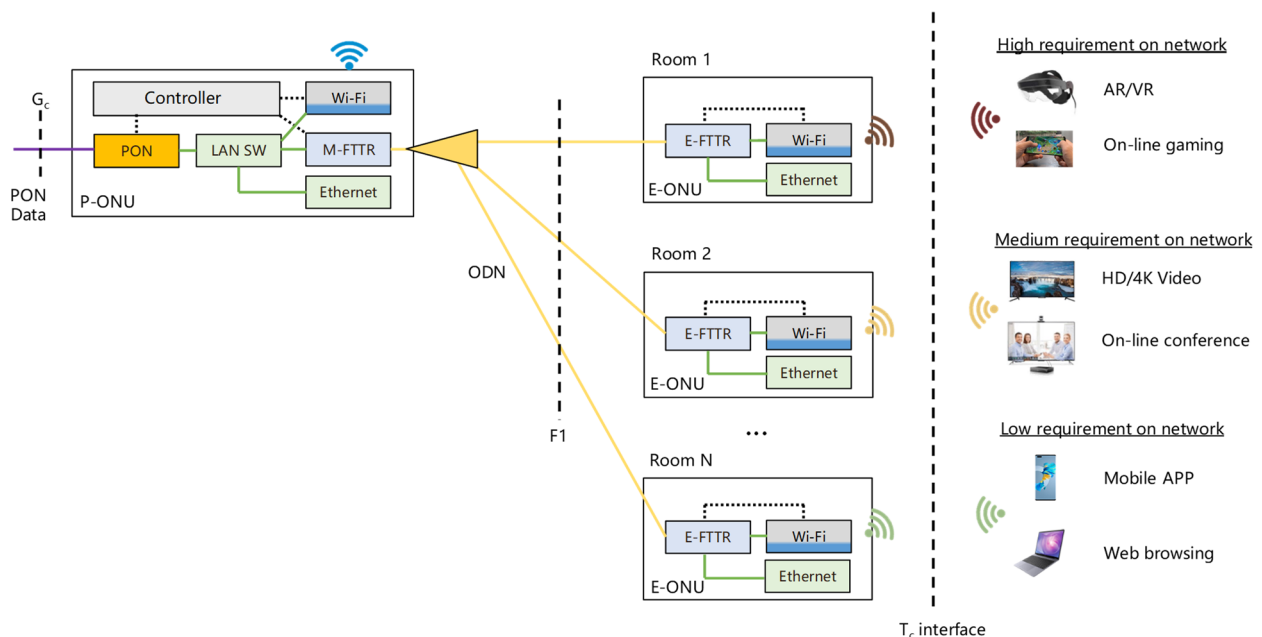 High requirement on network
AR/VR
On-line gaming
Medium requirement on network
HD/4K Video
On-line conference
Low requirement on network
Mobile APP
Web browsing
Gc
PON
Data
Controller
Wi-Fi
PON
LAN SW
M-FTTR
Ethernet
P-ONU
ODN
F1
Room 1
E-FTTR
Wi-Fi
Ethernet
E-ONU
Room 2
E-FTTR
Wi-Fi
Ethernet
E-ONU
...
Room N
E-FTTR
Wi-Fi
Ethernet
E-ONU
Tc interface